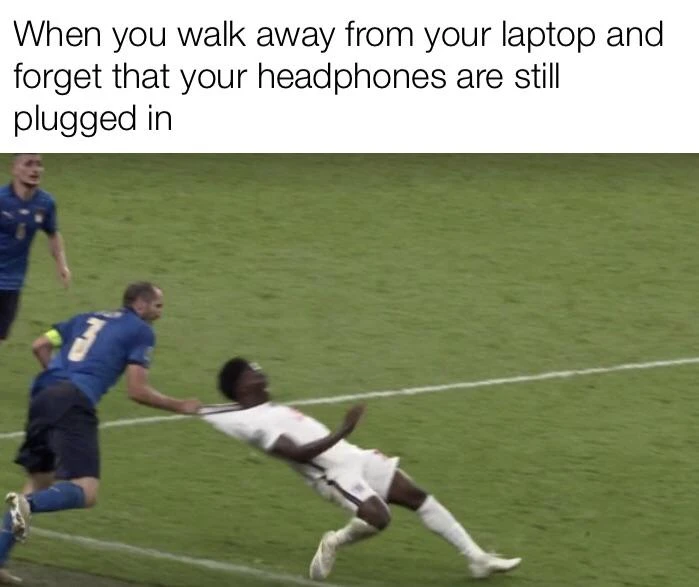 When you walk away from your laptop and
forget that your headphones are still
plugged in
3